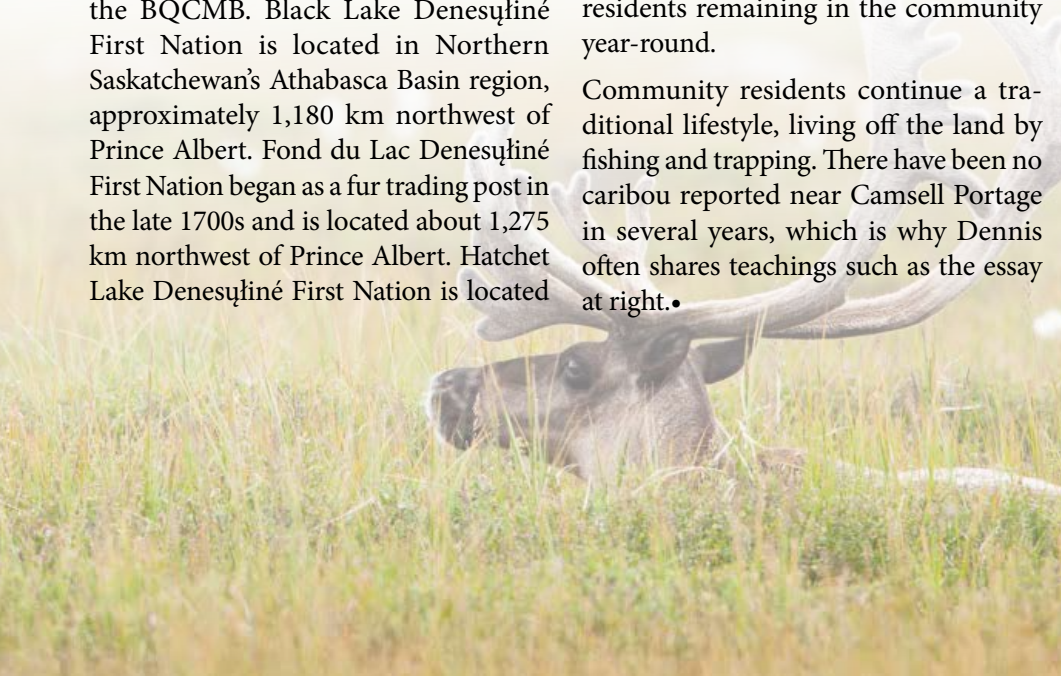 the BQCMB. Black Lake Denesųłiné
First Nation is located in Northern
Saskatchewan’s Athabasca Basin region,
approximately 1,180 km northwest of
Prince Albert. Fond du Lac Denesųłiné
First Nation began as a fur trading post in
the late 1700s and is located about 1,275
km northwest of Prince Albert. Hatchet
Lake Denesųłiné First Nation is located
residents remaining in the community
year-round.
Community residents continue a tra-
ditional lifestyle, living off the land by
fishing and trapping. There have been no
caribou reported near Camsell Portage
in several years, which is why Dennis
often shares teachings such as the essay
at right.•